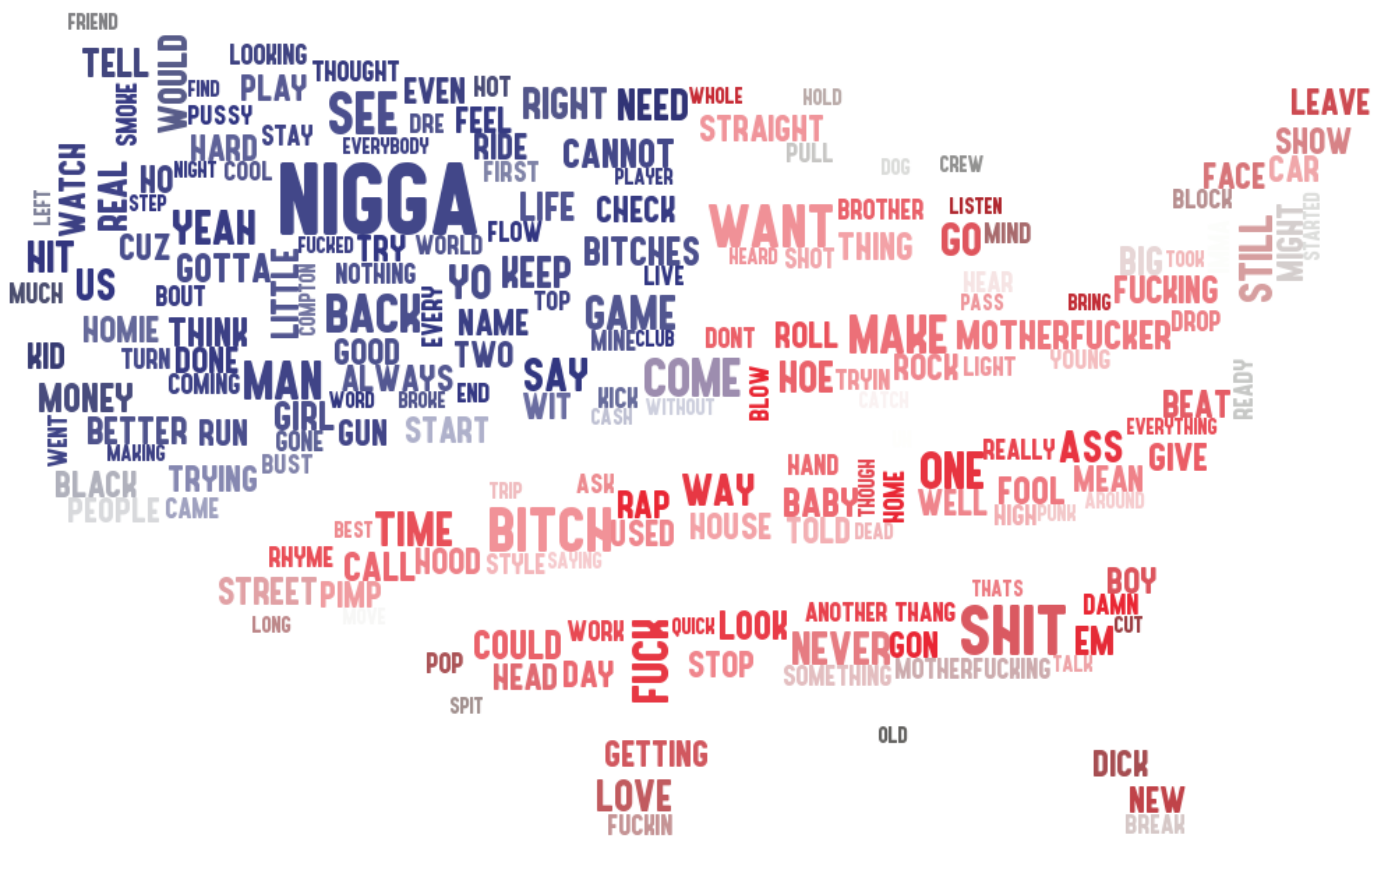 FRIEND
TELL
WOULD
LOOKING
THOUGHT
SMOKE
FIND
PLAY
EVEN
HOT
PUSSY
SEE
DRE
FEEL
RIGHT
NEED
WHOLE
HOLD
LEAVE
HARD
STAY
EVERYBODY
RIDE
CANNOT
STRAIGHT
PULL
SHOW
WATCH
REAL
HO
NIGHT
COOL
NIGGA
FIRST
PLAYER
DOG
CREW
FACE
CAR
LEFT
STEP
YEAH
LIFE
CHECK
WANT
BROTHER
LISTEN
BLOCK
STILL
MIGHT
STARTED
HIT
CUZ
FUCKED
TRY
WORLD
FLOW
BITCHES
HEARD
SHOT
THING
GO
MIND
BIG
TOOK
MUCH
US
GOTTA
LITTLE
COMPTON
NOTHING
YO
KEEP
LIVE
HEAR
FUCKING
BOUT
BACK
EVERY
TOP
GAME
PASS
BRING
HOMIE
THINK
NAME
MINE
CLUB
DONT
ROLL
MAKE
MOTHERFUCKER
DROP
KID
TURN
DONE
GOOD
TWO
SAY
COME
BLOW
HOE
TRYIN
ROCK
LIGHT
YOUNG
READY
MONEY
COMING
MAN
ALWAYS
WORD
BROKE
END
WIT
KICK
CASH
WITHOUT
CATCH
BEAT
WENT
BETTER
RUN
GIRL
GONE
GUN
START
EVERYTHING
MAKING
BUST
HAND
THOUGH
HOME
ONE
REALLY
ASS
GIVE
BLACK
TRYING
TRIP
ASK
RAP
WAY
BABY
WELL
FOOL
MEAN
AROUND
PEOPLE
CAME
BEST
TIME
BITCH
USED
HOUSE
TOLD
DEAD
HIGH
PUNK
RHYME
CALL
HOOD
STYLE
SAYING
STREET
PIMP
MOVE
THATS
BOY
LONG
COULD
WORK
FUCK
QUICK
LOOK
ANOTHER
THANG
SHIT
DAMN
CUT
POP
HEAD
DAY
STOP
NEVER
GON
EM
SOMETHING
MOTHERFUCKING
TALK
SPIT
OLD
GETTING
DICK
LOVE
NEW
FUCKIN
BREAK